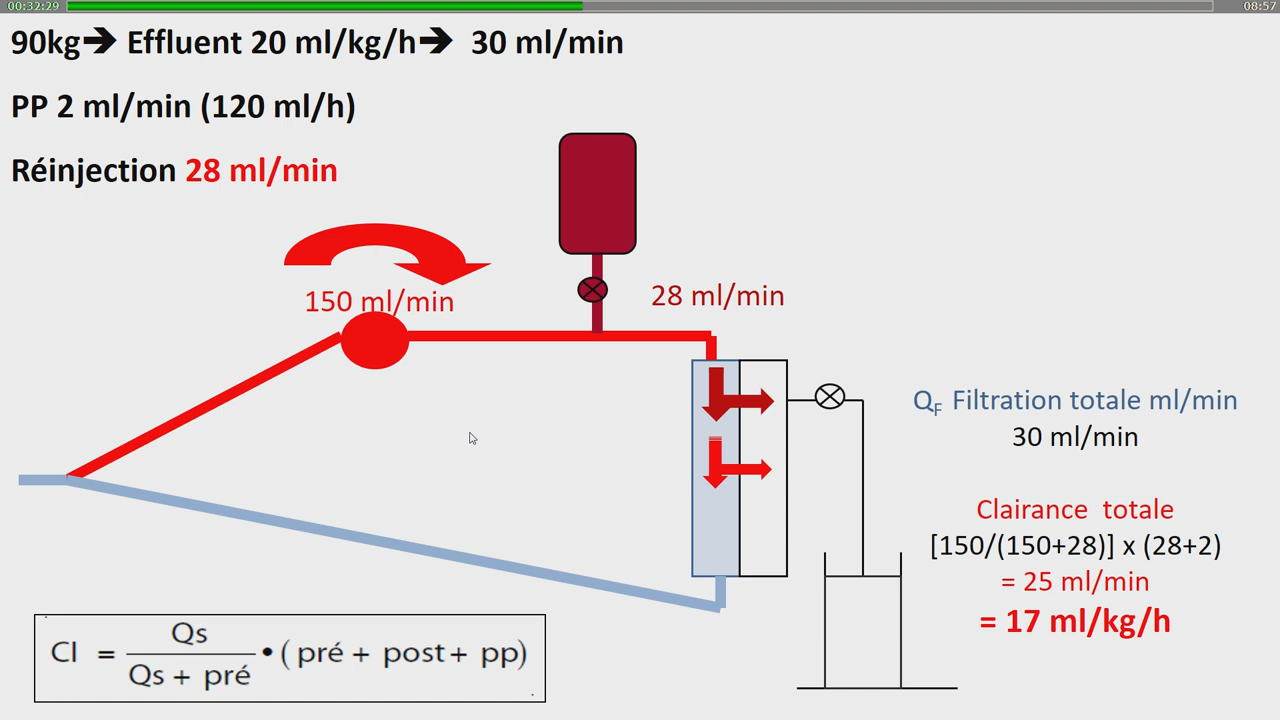 00:32:29
08:57
90kg➔ Effluent 20 ml/kg/h➔ 30 ml/min
PP 2 ml/min (120 ml/h)
Réinjection 28 ml/min
150 ml/min
28 ml/min
QF Filtration totale ml/min
30 ml/min
Clairance totale
[150/(150+28)] x (28+2)
= 25 ml/min
= 17 ml/kg/h
Cl = Qs / Qs + pré • ( pré + post + pp)